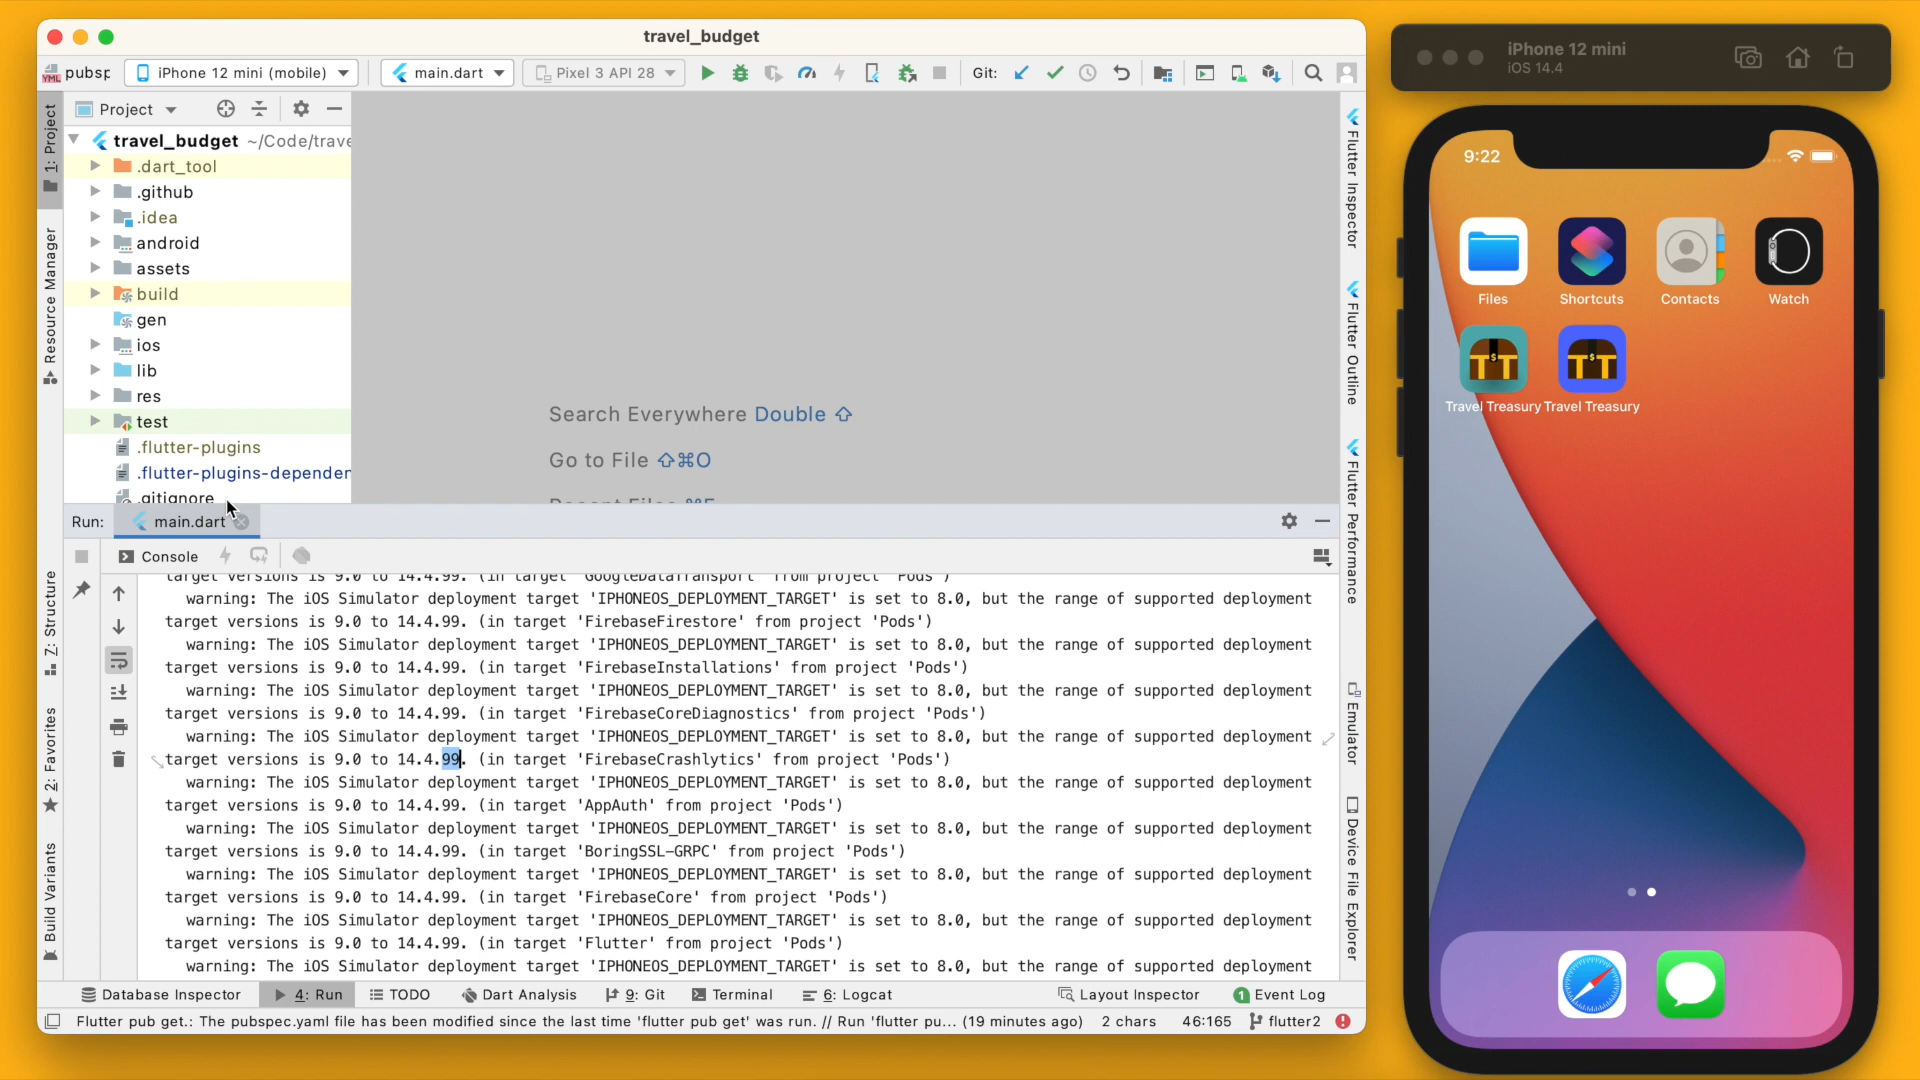 travel_budget
pubsp
iPhone 12 mini (mobile)
main.dart
Pixel 3 API 28
Git:
Project
travel_budget ~/Code/trave
.dart_tool
.github
.idea
android
assets
build
gen
ios
lib
res
test
.flutter-plugins
.flutter-plugins-dependen
.gitignore
1: Project
Resource Manager
Z: Structure
2: Favorites
Build Variants
Search Everywhere Double ⇧
Go to File ⇧⌘O
Recent Files ⌘E
Flutter Inspector
Flutter Outline
Flutter Performance
Emulator
Device File Explorer
Run:
main.dart
Console
target versions is 9.0 to 14.4.99. (in target 'GoogleDataTransport' from project 'Pods')
warning: The iOS Simulator deployment target 'IPHONEOS_DEPLOYMENT_TARGET' is set to 8.0, but the range of supported deployment
target versions is 9.0 to 14.4.99. (in target 'FirebaseFirestore' from project 'Pods')
warning: The iOS Simulator deployment target 'IPHONEOS_DEPLOYMENT_TARGET' is set to 8.0, but the range of supported deployment
target versions is 9.0 to 14.4.99. (in target 'FirebaseInstallations' from project 'Pods')
warning: The iOS Simulator deployment target 'IPHONEOS_DEPLOYMENT_TARGET' is set to 8.0, but the range of supported deployment
target versions is 9.0 to 14.4.99. (in target 'FirebaseCoreDiagnostics' from project 'Pods')
warning: The iOS Simulator deployment target 'IPHONEOS_DEPLOYMENT_TARGET' is set to 8.0, but the range of supported deployment
target versions is 9.0 to 14.4.99. (in target 'FirebaseCrashlytics' from project 'Pods')
warning: The iOS Simulator deployment target 'IPHONEOS_DEPLOYMENT_TARGET' is set to 8.0, but the range of supported deployment
target versions is 9.0 to 14.4.99. (in target 'AppAuth' from project 'Pods')
warning: The iOS Simulator deployment target 'IPHONEOS_DEPLOYMENT_TARGET' is set to 8.0, but the range of supported deployment
target versions is 9.0 to 14.4.99. (in target 'BoringSSL-GRPC' from project 'Pods')
warning: The iOS Simulator deployment target 'IPHONEOS_DEPLOYMENT_TARGET' is set to 8.0, but the range of supported deployment
target versions is 9.0 to 14.4.99. (in target 'FirebaseCore' from project 'Pods')
warning: The iOS Simulator deployment target 'IPHONEOS_DEPLOYMENT_TARGET' is set to 8.0, but the range of supported deployment
target versions is 9.0 to 14.4.99. (in target 'Flutter' from project 'Pods')
warning: The iOS Simulator deployment target 'IPHONEOS_DEPLOYMENT_TARGET' is set to 8.0, but the range of supported deployment
Database Inspector
4: Run
TODO
Dart Analysis
9: Git
Terminal
6: Logcat
Layout Inspector
1 Event Log
Flutter pub get.: The pubspec.yaml file has been modified since the last time 'flutter pub get' was run. // Run 'flutter pu... (19 minutes ago)
2 chars
46:165
flutter2
iPhone 12 mini
iOS 14.4
9:22
Files
Shortcuts
Contacts
Watch
T$T
T$T
Travel Treasury
Travel Treasury